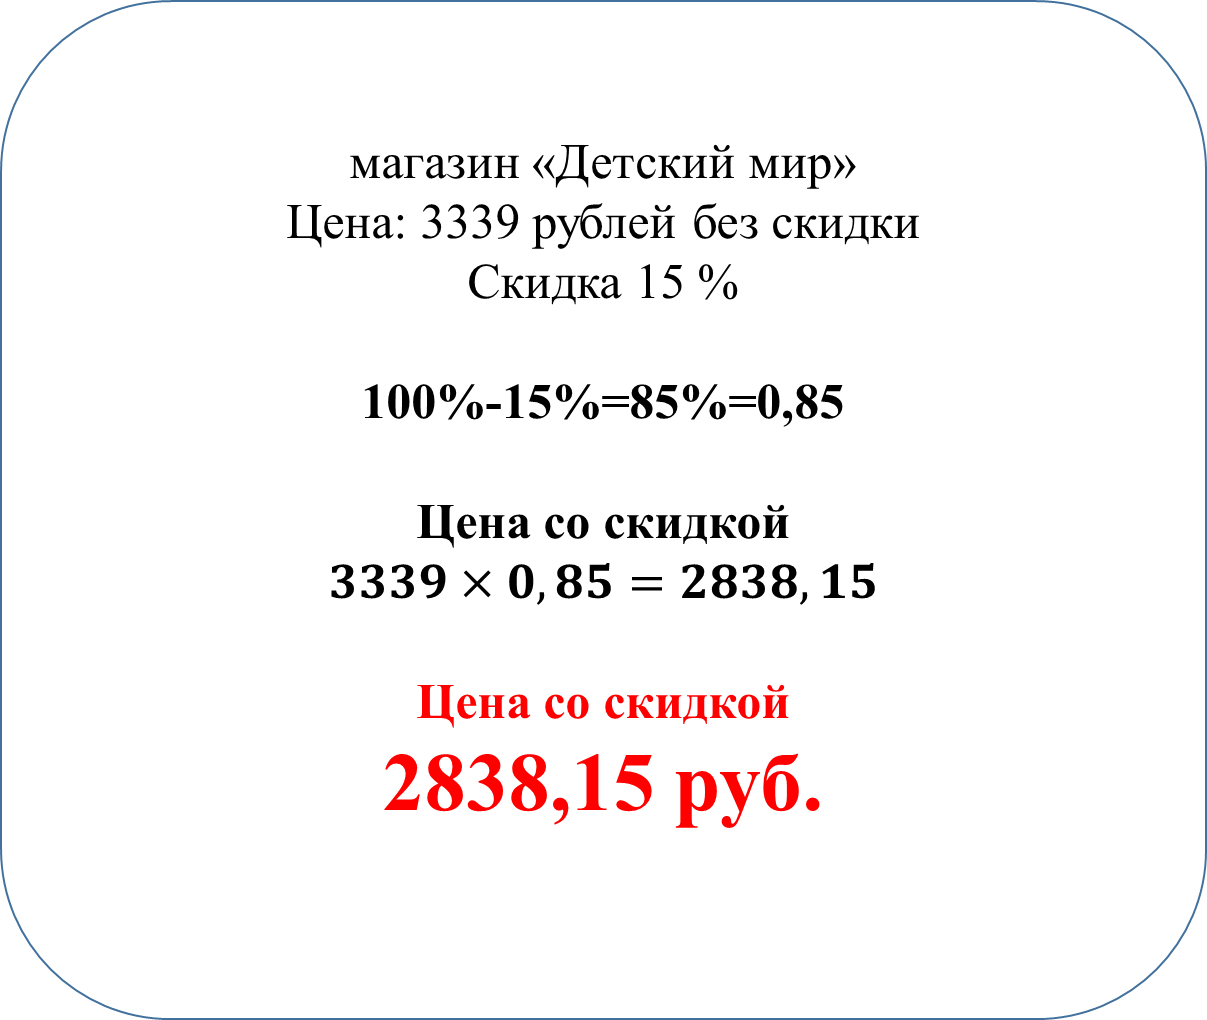 магазин «Детский мир»
Цена: 3339 рублей без скидки
Скидка 15 %
100%-15%=85%=0,85
Цена со скидкой
3339 × 0, 85 = 2838, 15
Цена со скидкой
2838,15 руб.